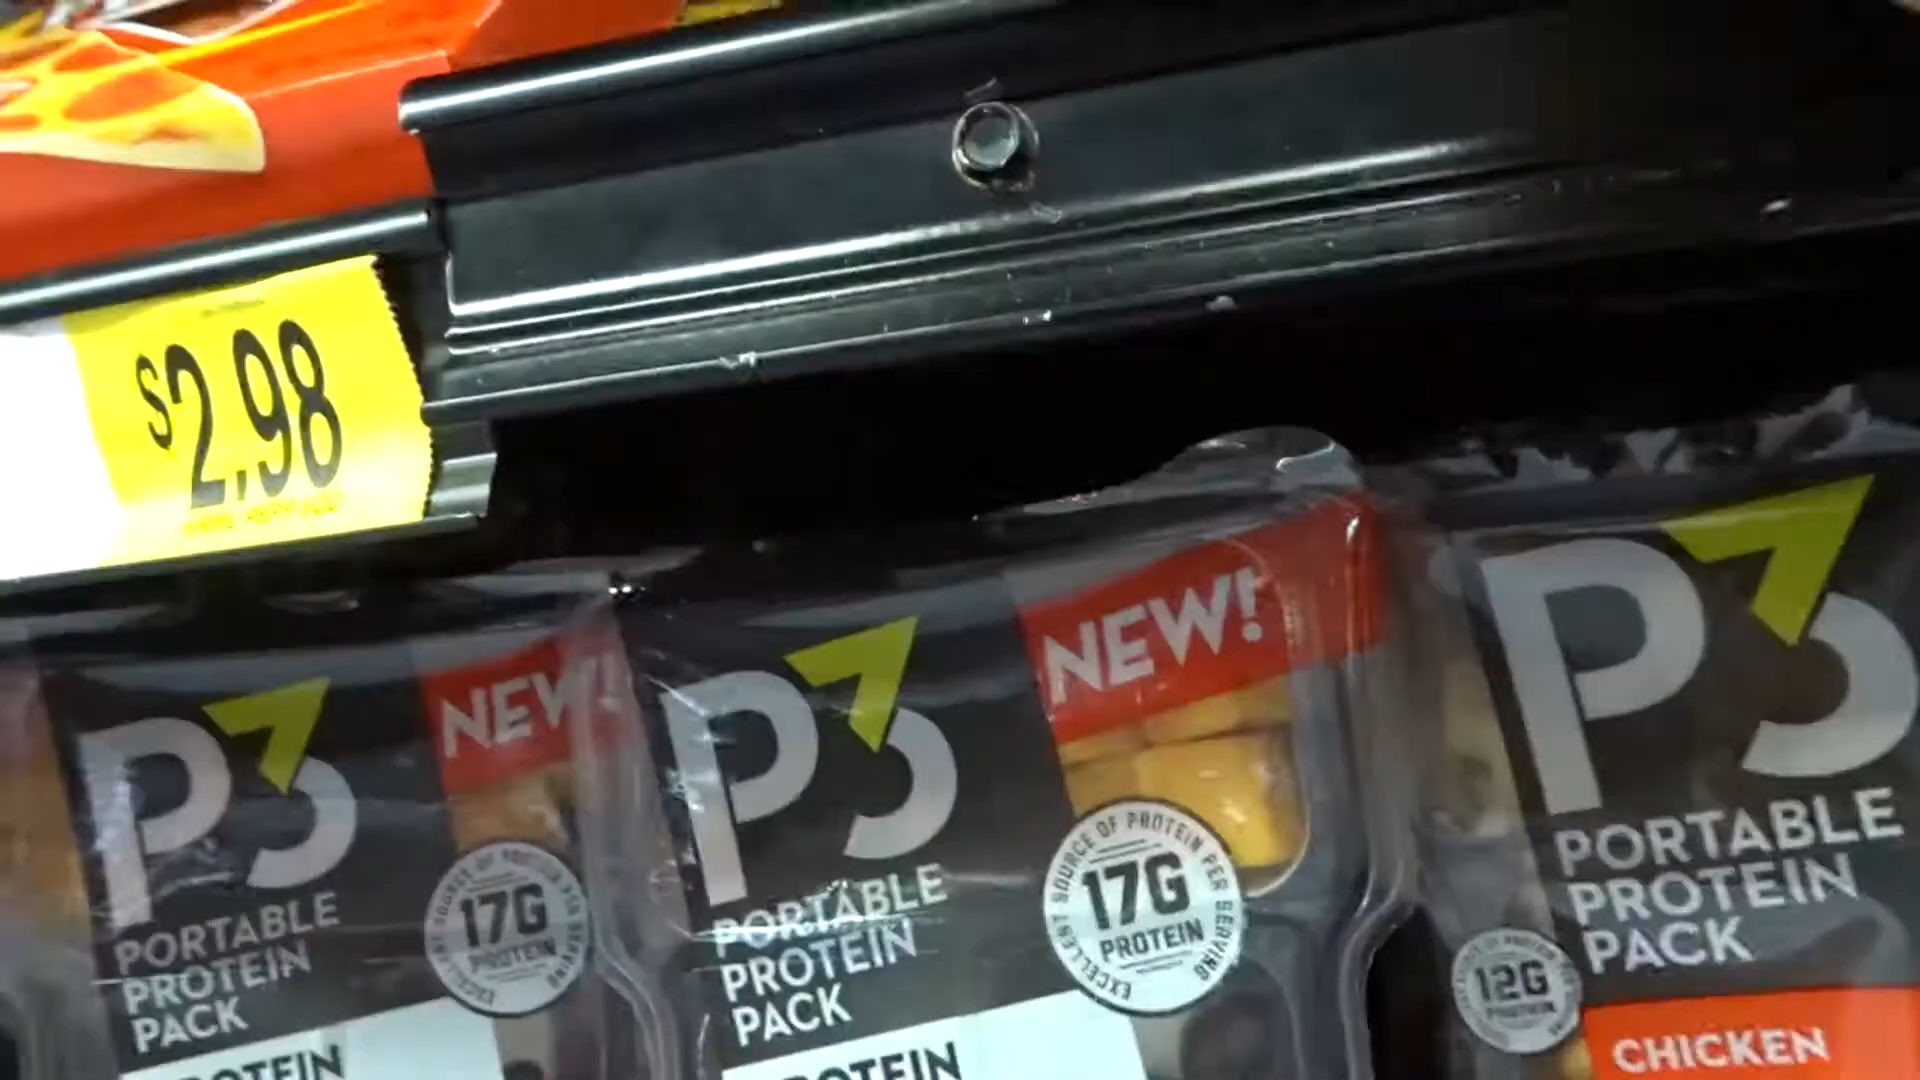 $2.98
P3
PORTABLE
PROTEIN
PACK
NEW!
17G
PROTEIN
P3
PORTABLE
PROTEIN
PACK
NEW!
EXCELLENT SOURCE OF PROTEIN PER SERVING
17G
PROTEIN
P3
PORTABLE
PROTEIN
PACK
12G
PROTEIN
CHICKEN